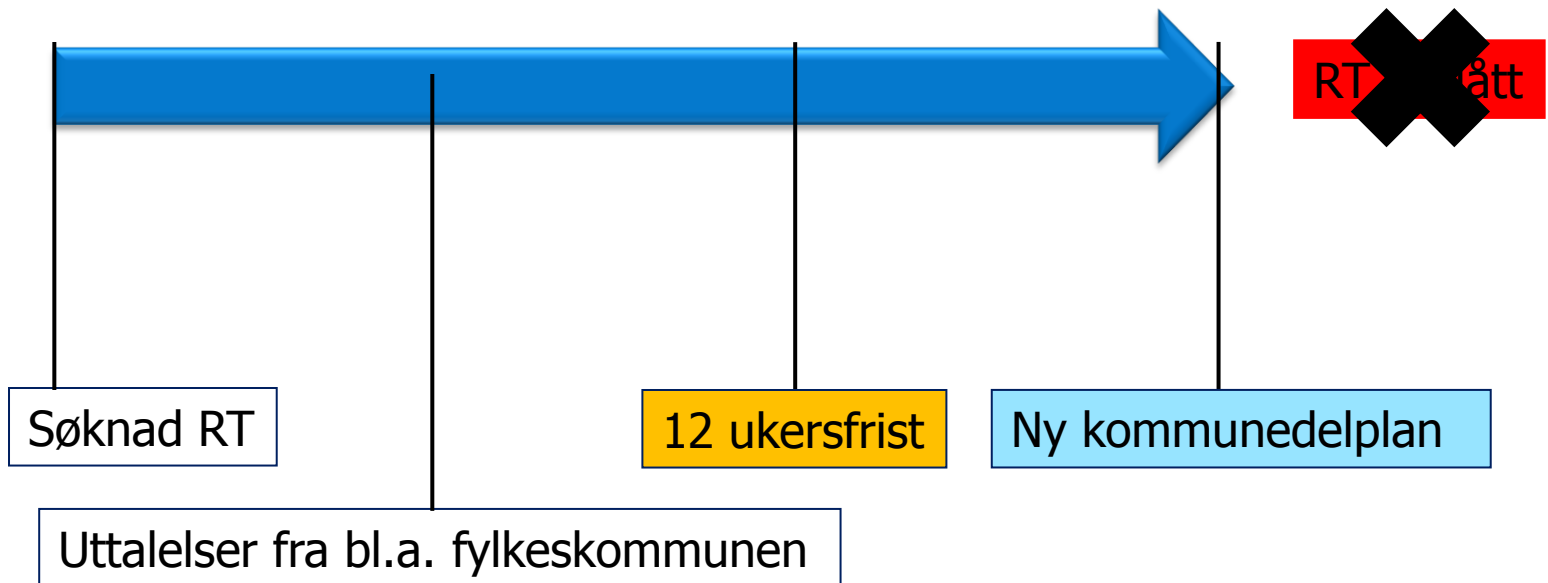 RT
Søknad RT
12 ukersfrist
Ny kommunedelplan
Uttalelser fra bl.a. fylkeskommunen